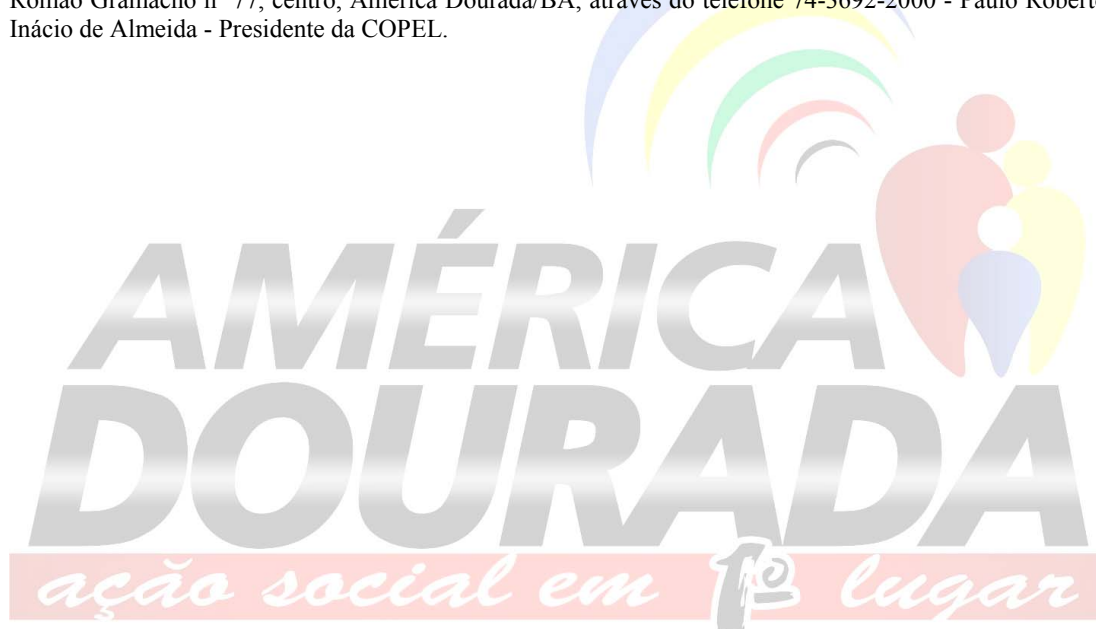 Romão Gramacho nº 77, centro, América Dourada/BA, através do telefone 74-3692-2000 - Paulo Roberto
Inácio de Almeida - Presidente da COPEL.
AMÉRICA
DOURADA
ação social em 1º lugar